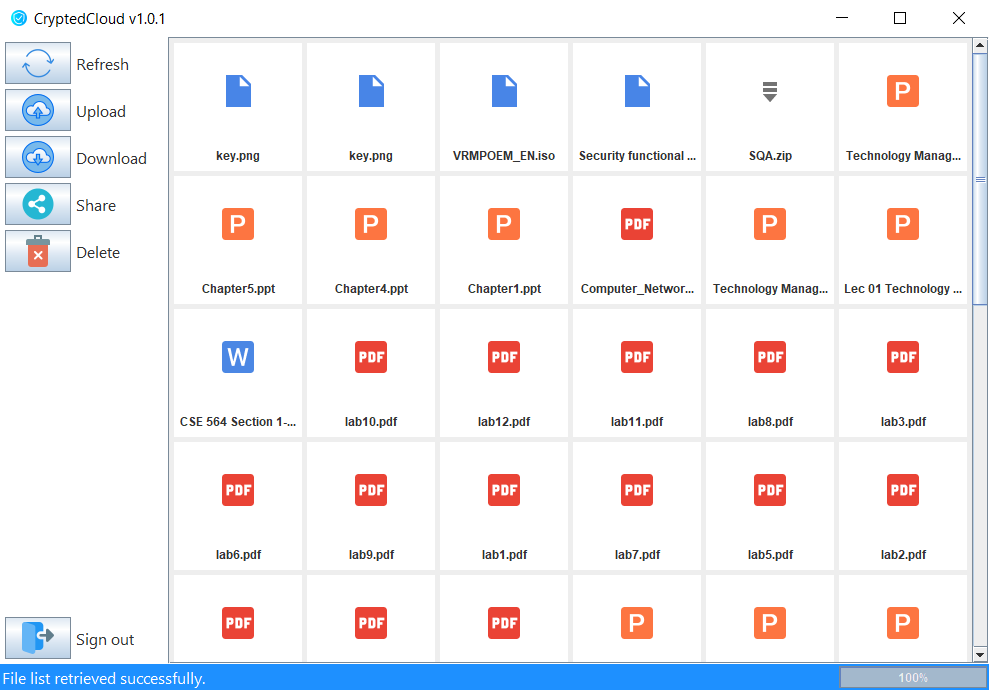 CryptedCloud v1.0.1
Refresh
Upload
Download
Share
Delete
Sign out
key.png
key.png
VRMPOEM_EN.iso
Security functional ...
SQA.zip
P
Technology Manag...
P
Chapter5.ppt
P
Chapter4.ppt
P
Chapter1.ppt
PDF
Computer_Networ...
P
Technology Manag...
P
Lec 01 Technology ...
W
CSE 564 Section 1-...
PDF
lab10.pdf
PDF
lab12.pdf
PDF
lab11.pdf
PDF
lab8.pdf
PDF
lab3.pdf
PDF
lab6.pdf
PDF
lab9.pdf
PDF
lab1.pdf
PDF
lab7.pdf
PDF
lab5.pdf
PDF
lab2.pdf
PDF
PDF
PDF
P
P
P
File list retrieved successfully.
100%